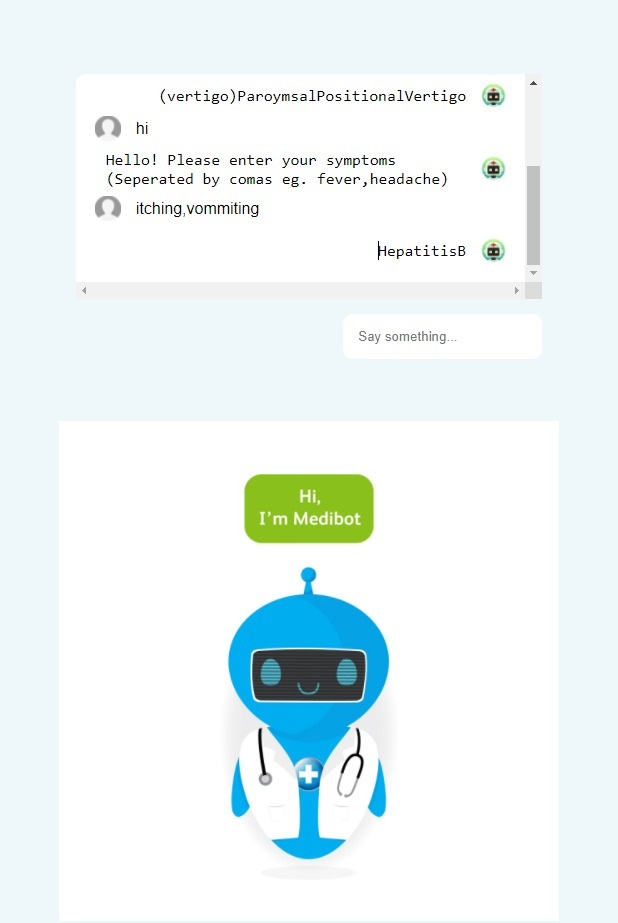 (vertigo)ParoymsalPositionalVertigo
hi
Hello! Please enter your symptoms
(Seperated by comas eg. fever,headache)
itching,vommiting
HepatitisB
Say something...
Hi,
I'm Medibot